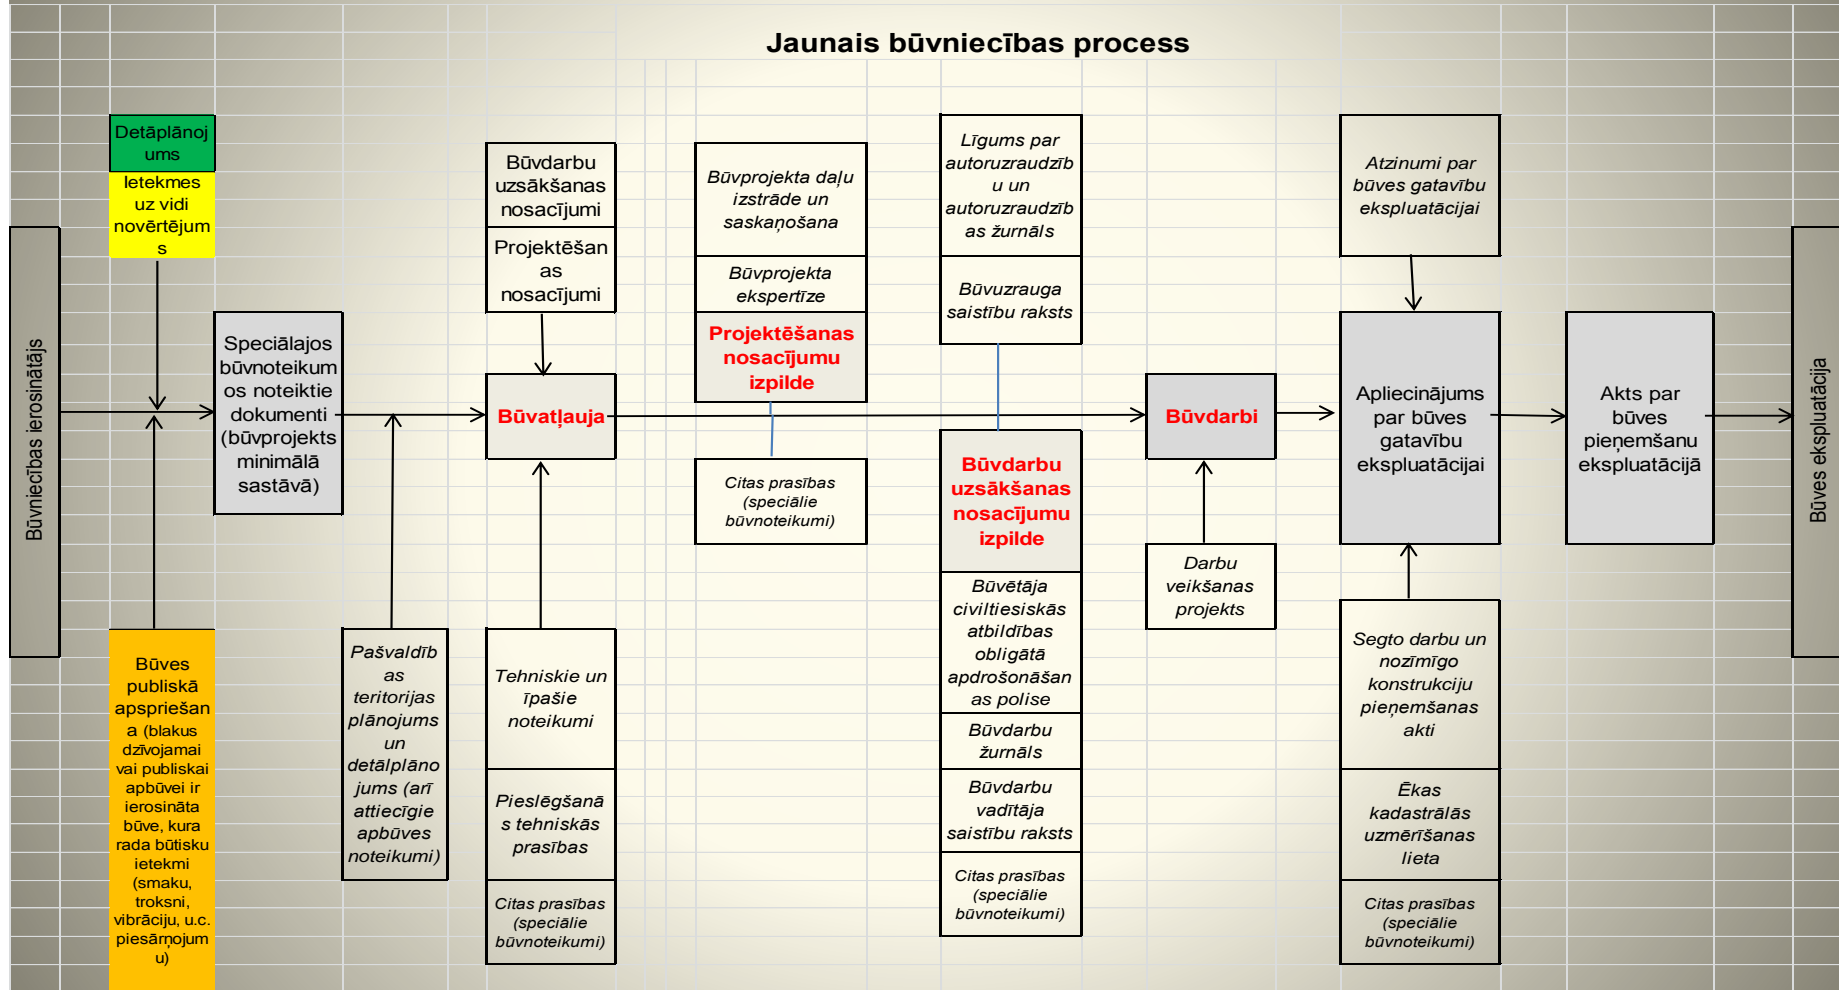 Jaunais būvniecības process
Būvniecības ierosinātājs
Detāplānoj
ums
Ietekmes
uz vidi
novērtējum
s
Būves
publiskā
apspriešan
a (blakus
dzīvojamai
vai publiskai
apbūvei ir
ierosināta
būve, kura
rada būtisku
ietekmi
(smaku,
troksni,
vibrāciju, u.c.
piesārņojum
u)
Speciālajos
būvnoteikum
os noteiktie
dokumenti
(būvprojekts
minimālā
sastāvā)
Pašvaldīb
as
teritorijas
plānojums
un
detālplāno
jums (arī
attiecīgie
apbūves
noteikumi)
Būvdarbu
uzsākšanas
nosacījumi
Projektēšan
as
nosacījumi
Būvatļauja
Tehniskie un
īpašie
noteikumi
Pieslēgšanā
s tehniskās
prasības
Citas prasības
(speciālie
būvnoteikumi)
Būvprojekta daļu
izstrāde un
saskaņošana
Būvprojekta
ekspertīze
Projektēšanas
nosacījumu
izpilde
Citas prasības
(speciālie
būvnoteikumi)
Līgums par
autoruzraudzīb
u un
autoruzraudzīb
as žurnāls
Būvuzrauga
saistību raksts
Būvdarbu
uzsākšanas
nosacījumu
izpilde
Būvētāja
civiltiesiskās
atbildības
obligātā
apdrošonāšan
as polise
Būvdarbu
žurnāls
Būvdarbu
vadītāja
saistību raksts
Citas prasības
(speciālie
būvnoteikumi)
Būvdarbi
Darbu
veikšanas
projekts
Atzinumi par
būves gatavību
ekspluatācijai
Apliecinājums
par būves
gatavību
ekspluatācijai
Segto darbu un
nozīmīgo
konstrukciju
pieņemšanas
akti
Ēkas
kadastrālās
uzmērīšanas
lieta
Citas prasības
(speciālie
būvnoteikumi)
Akts par
būves
pieņemšanu
ekspluatācijā
Būves ekspluatācija